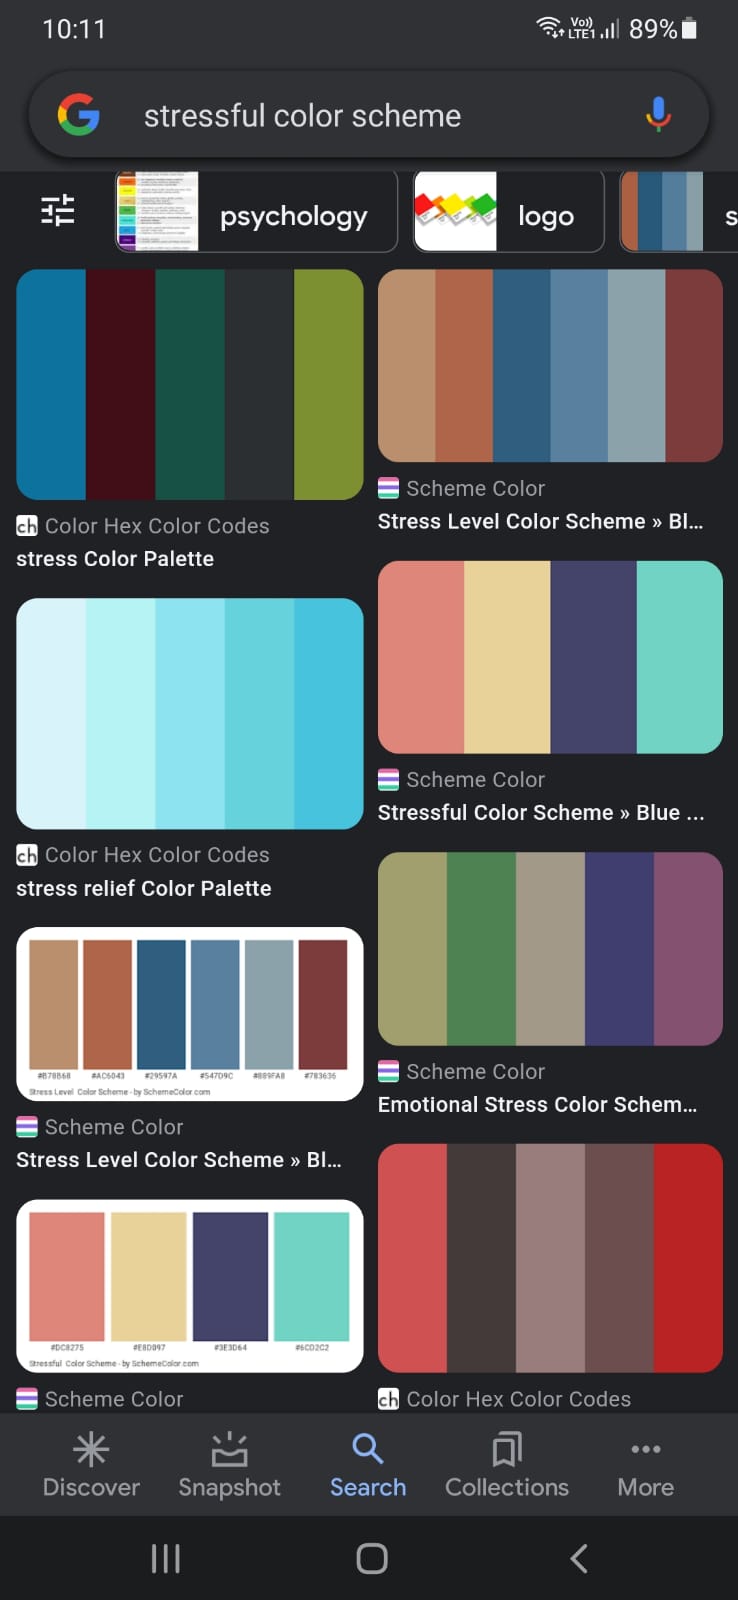 10:11
Vo)) LTE1 89%
stressful color scheme
psychology
logo
s
ch Color Hex Color Codes
stress Color Palette
Scheme Color
Stress Level Color Scheme » Bl...
Scheme Color
Stressful Color Scheme » Blue ...
ch Color Hex Color Codes
stress relief Color Palette
Scheme Color
Emotional Stress Color Schem...
#B78B68 #AC6043 #29597A #547D9C #889FA8 #783636
Stress Level Color Scheme - by SchemeColor.com
Scheme Color
Stress Level Color Scheme » Bl...
#DC8275 #E8D097 #3E3D64 #6CD2C2
Stressful Color Scheme - by SchemeColor.com
Scheme Color
ch Color Hex Color Codes
Discover Snapshot Search Collections More